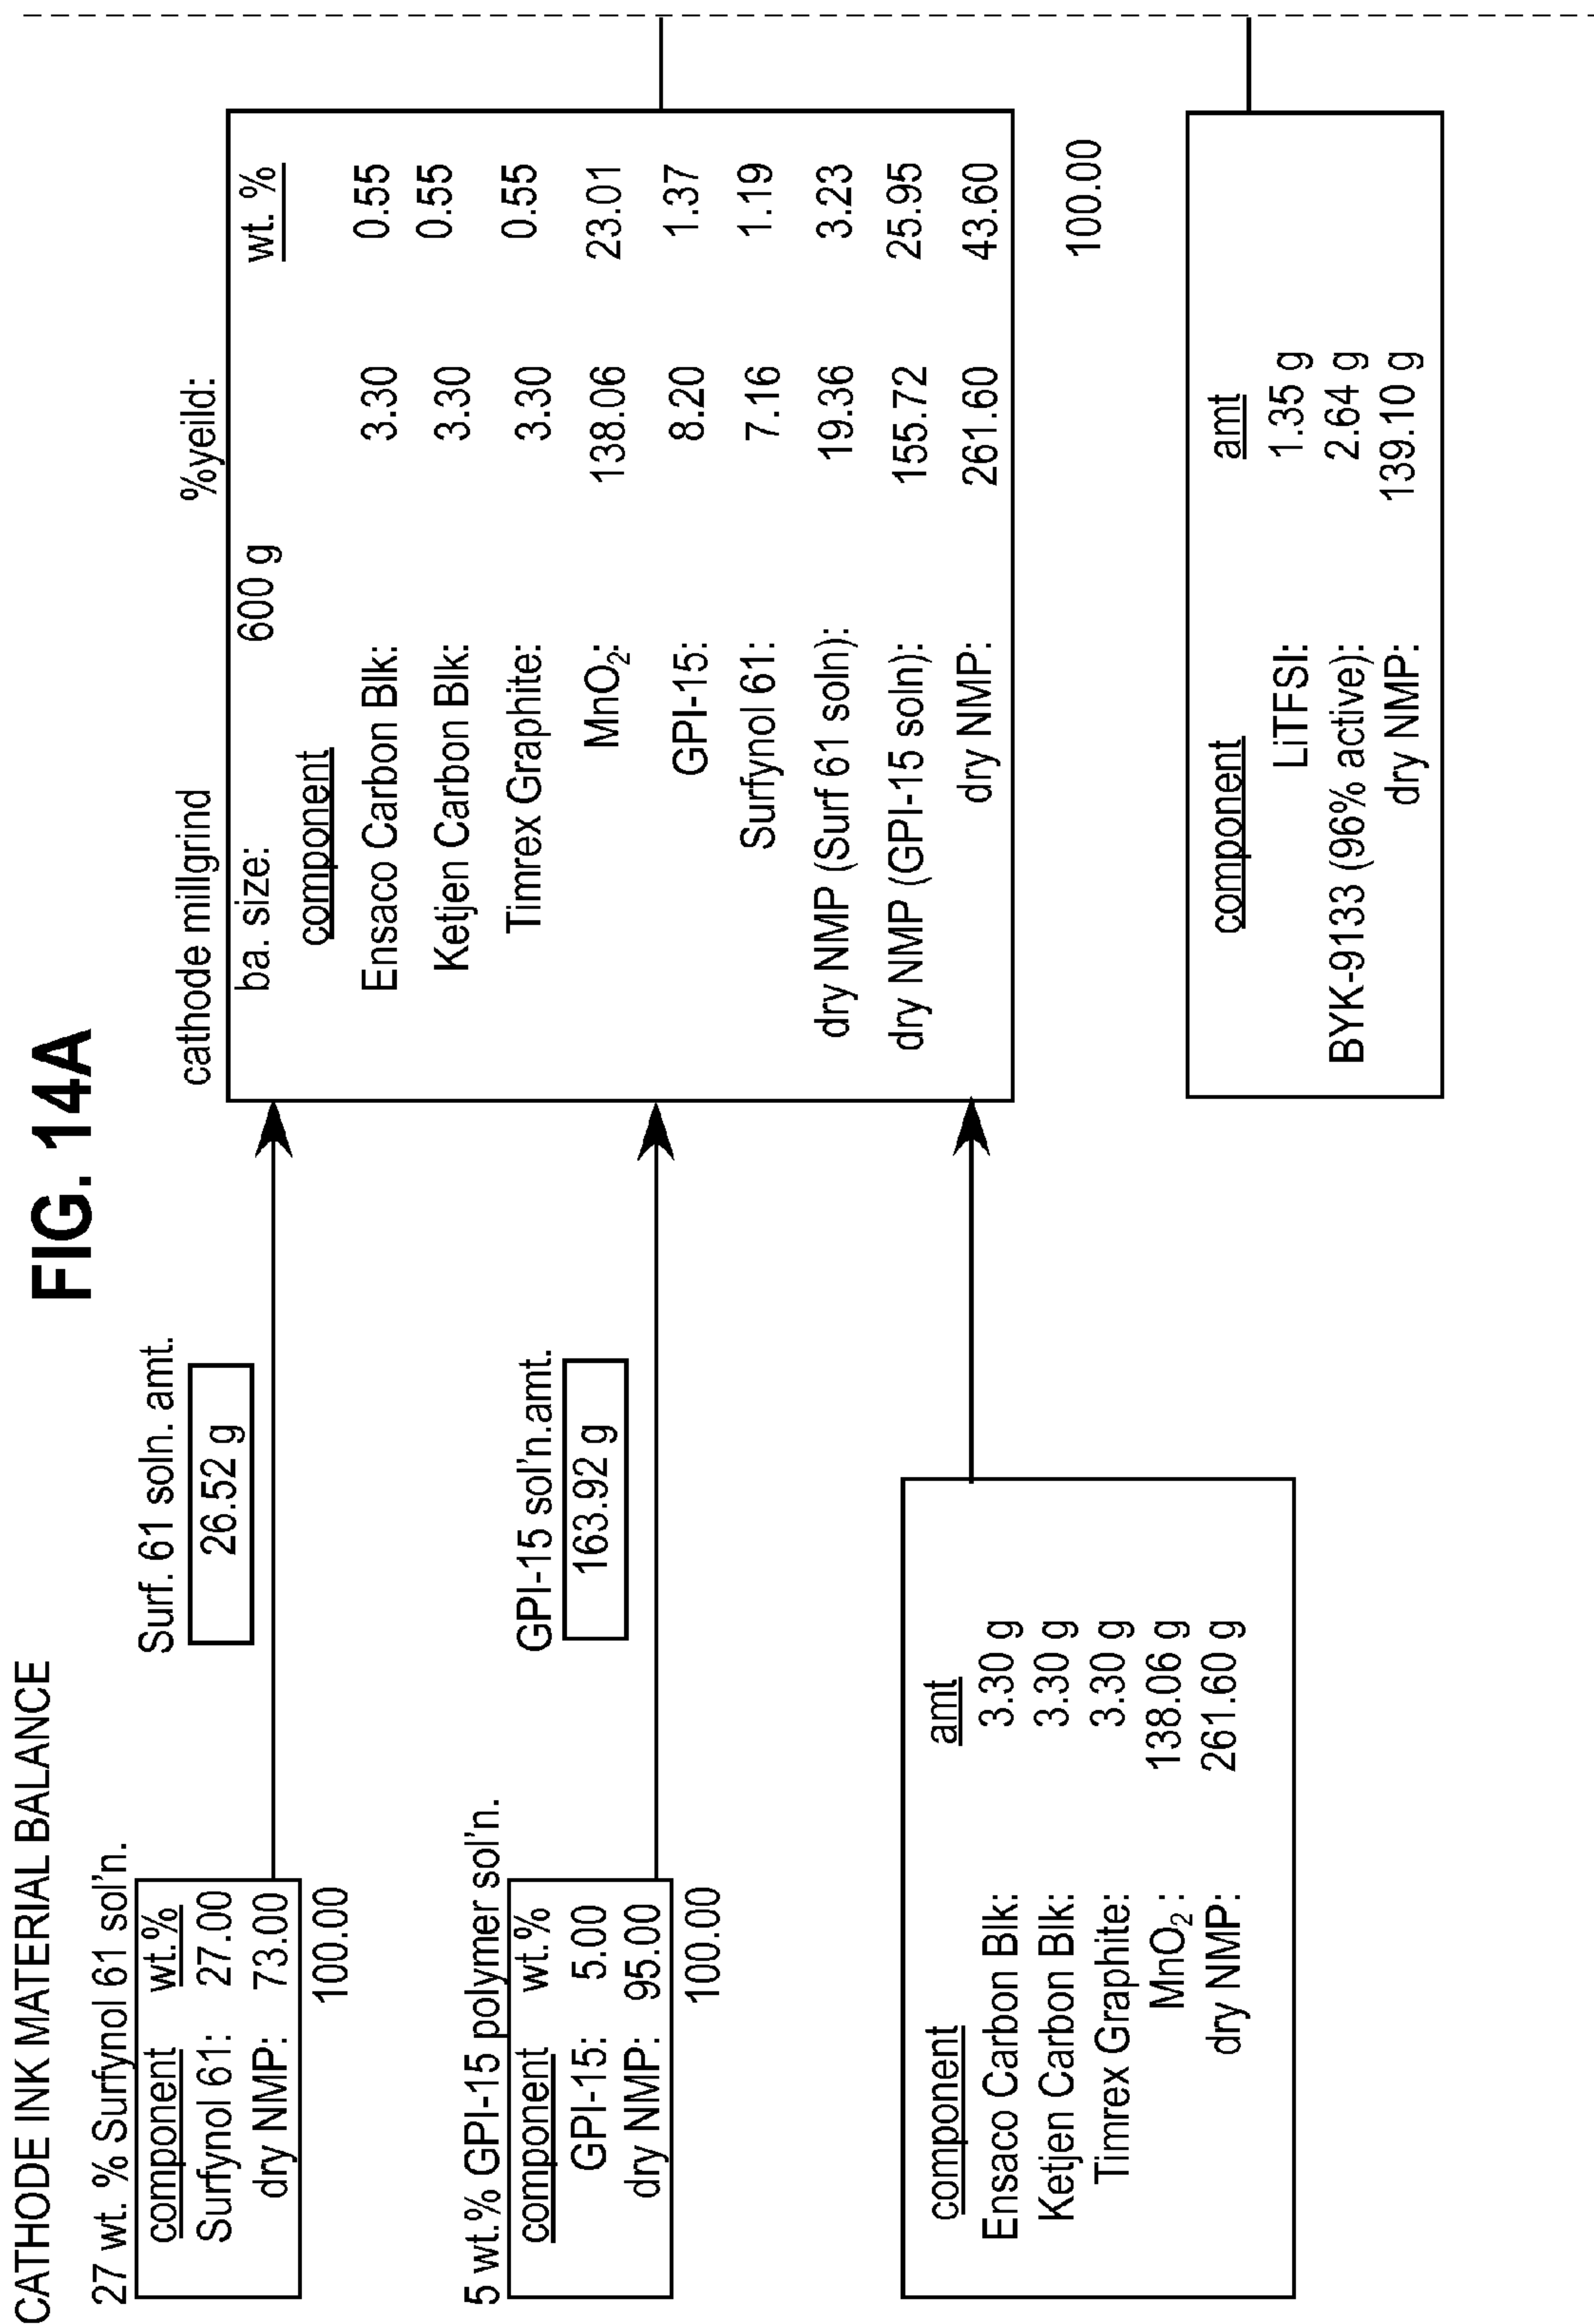 FIG. 14A
CATHODE INK MATERIAL BALANCE
27 wt. % Surfynol 61 sol'n.
component wt.%
Surfynol 61: 27.00
dry NMP: 73.00
100.00
Surf. 61 soln. amt.
26.52 g
5 wt.% GPI-15 polymer sol'n.
component wt.%
GPI-15: 5.00
dry NMP: 95.00
100.00
GPI-15 sol'n.amt.
163.92 g
component amt
Ensaco Carbon Blk: 3.30 g
Ketjen Carbon Blk: 3.30 g
Timrex Graphite: 3.30 g
MnO₂: 138.06 g
dry NMP: 261.60 g
cathode millgrind %yeild:
ba. size: 600 g wt. %
component
Ensaco Carbon Blk: 3.30 0.55
Ketjen Carbon Blk: 3.30 0.55
Timrex Graphite: 3.30 0.55
MnO₂: 138.06 23.01
GPI-15: 8.20 1.37
Surfynol 61: 7.16 1.19
dry NMP (Surf 61 soln): 19.36 3.23
dry NMP (GPI-15 soln): 155.72 25.95
dry NMP: 261.60 43.60
100.00
component amt
LiTFSI: 1.35 g
BYK-9133 (96% active): 2.64 g
dry NMP: 139.10 g